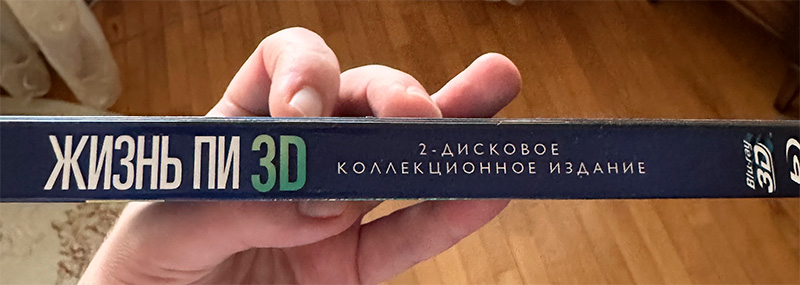 ЖИЗНЬ ПИ 3D
2-ДИСКОВОЕ
КОЛЛЕКЦИОННОЕ ИЗДАНИЕ
Blu-ray
3D